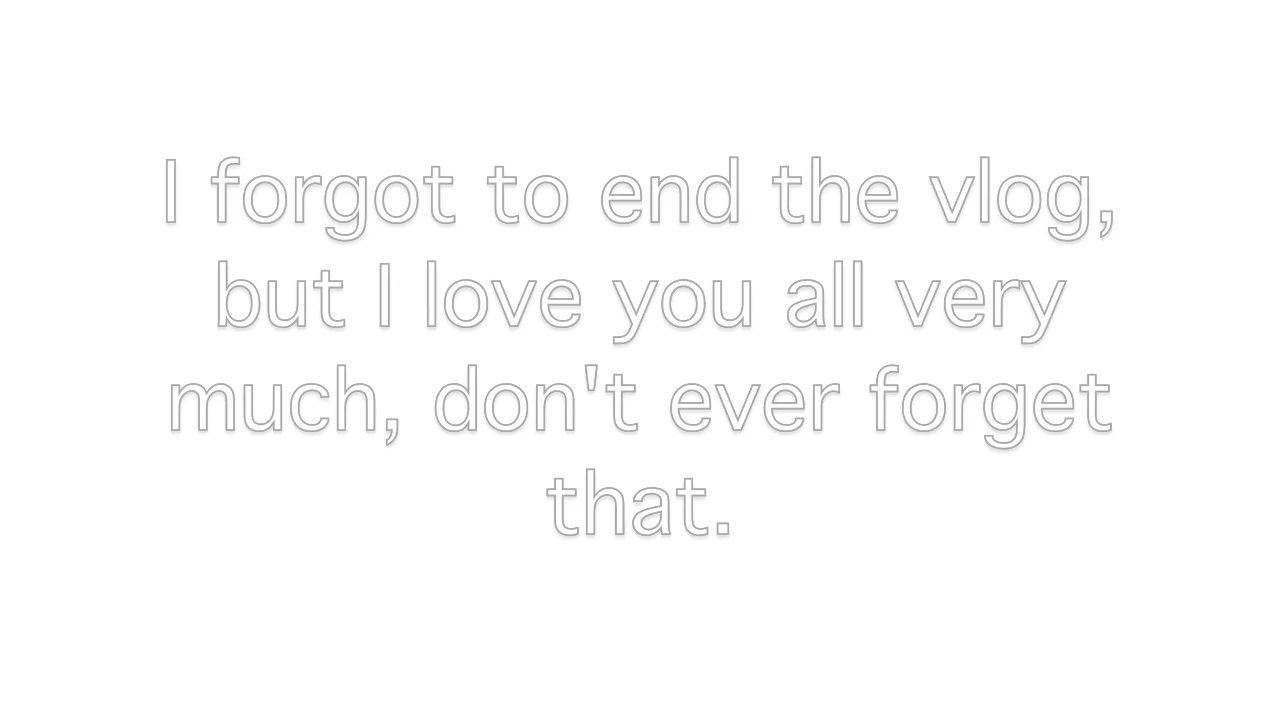 I forgot to end the vlog,
but I love you all very
much, don't ever forget
that.